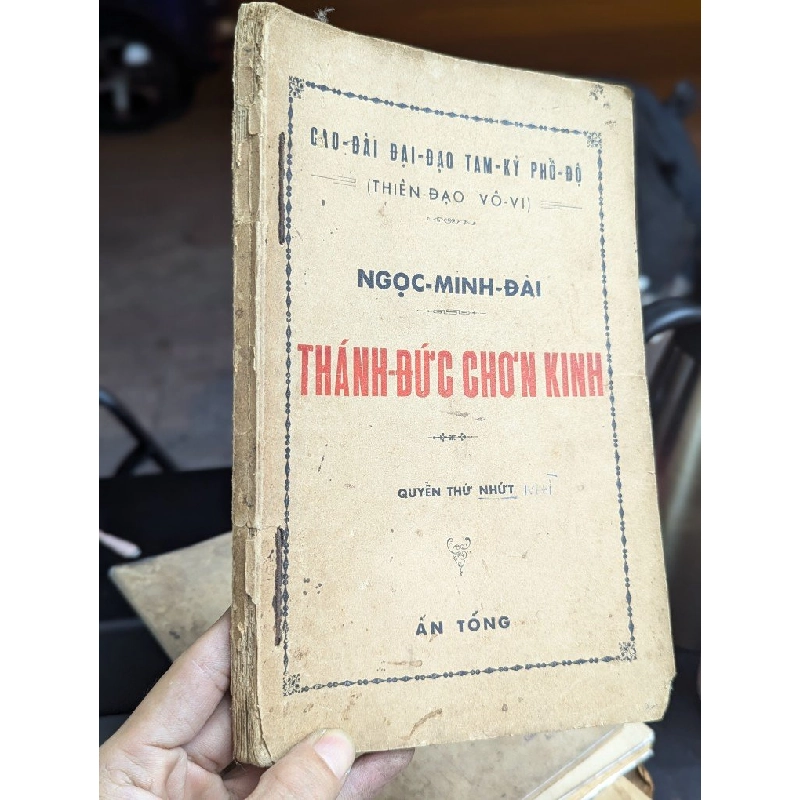 CAO-ĐÀI ĐẠI-ĐẠO TAM-KỲ PHỔ-ĐỘ
(THIÊN-ĐẠO VÔ-VI)
NGỌC-MINH-ĐÀI
THÁNH-ĐỨC CHƠN KINH
QUYỂN THỨ NHỨT
ẤN TỐNG